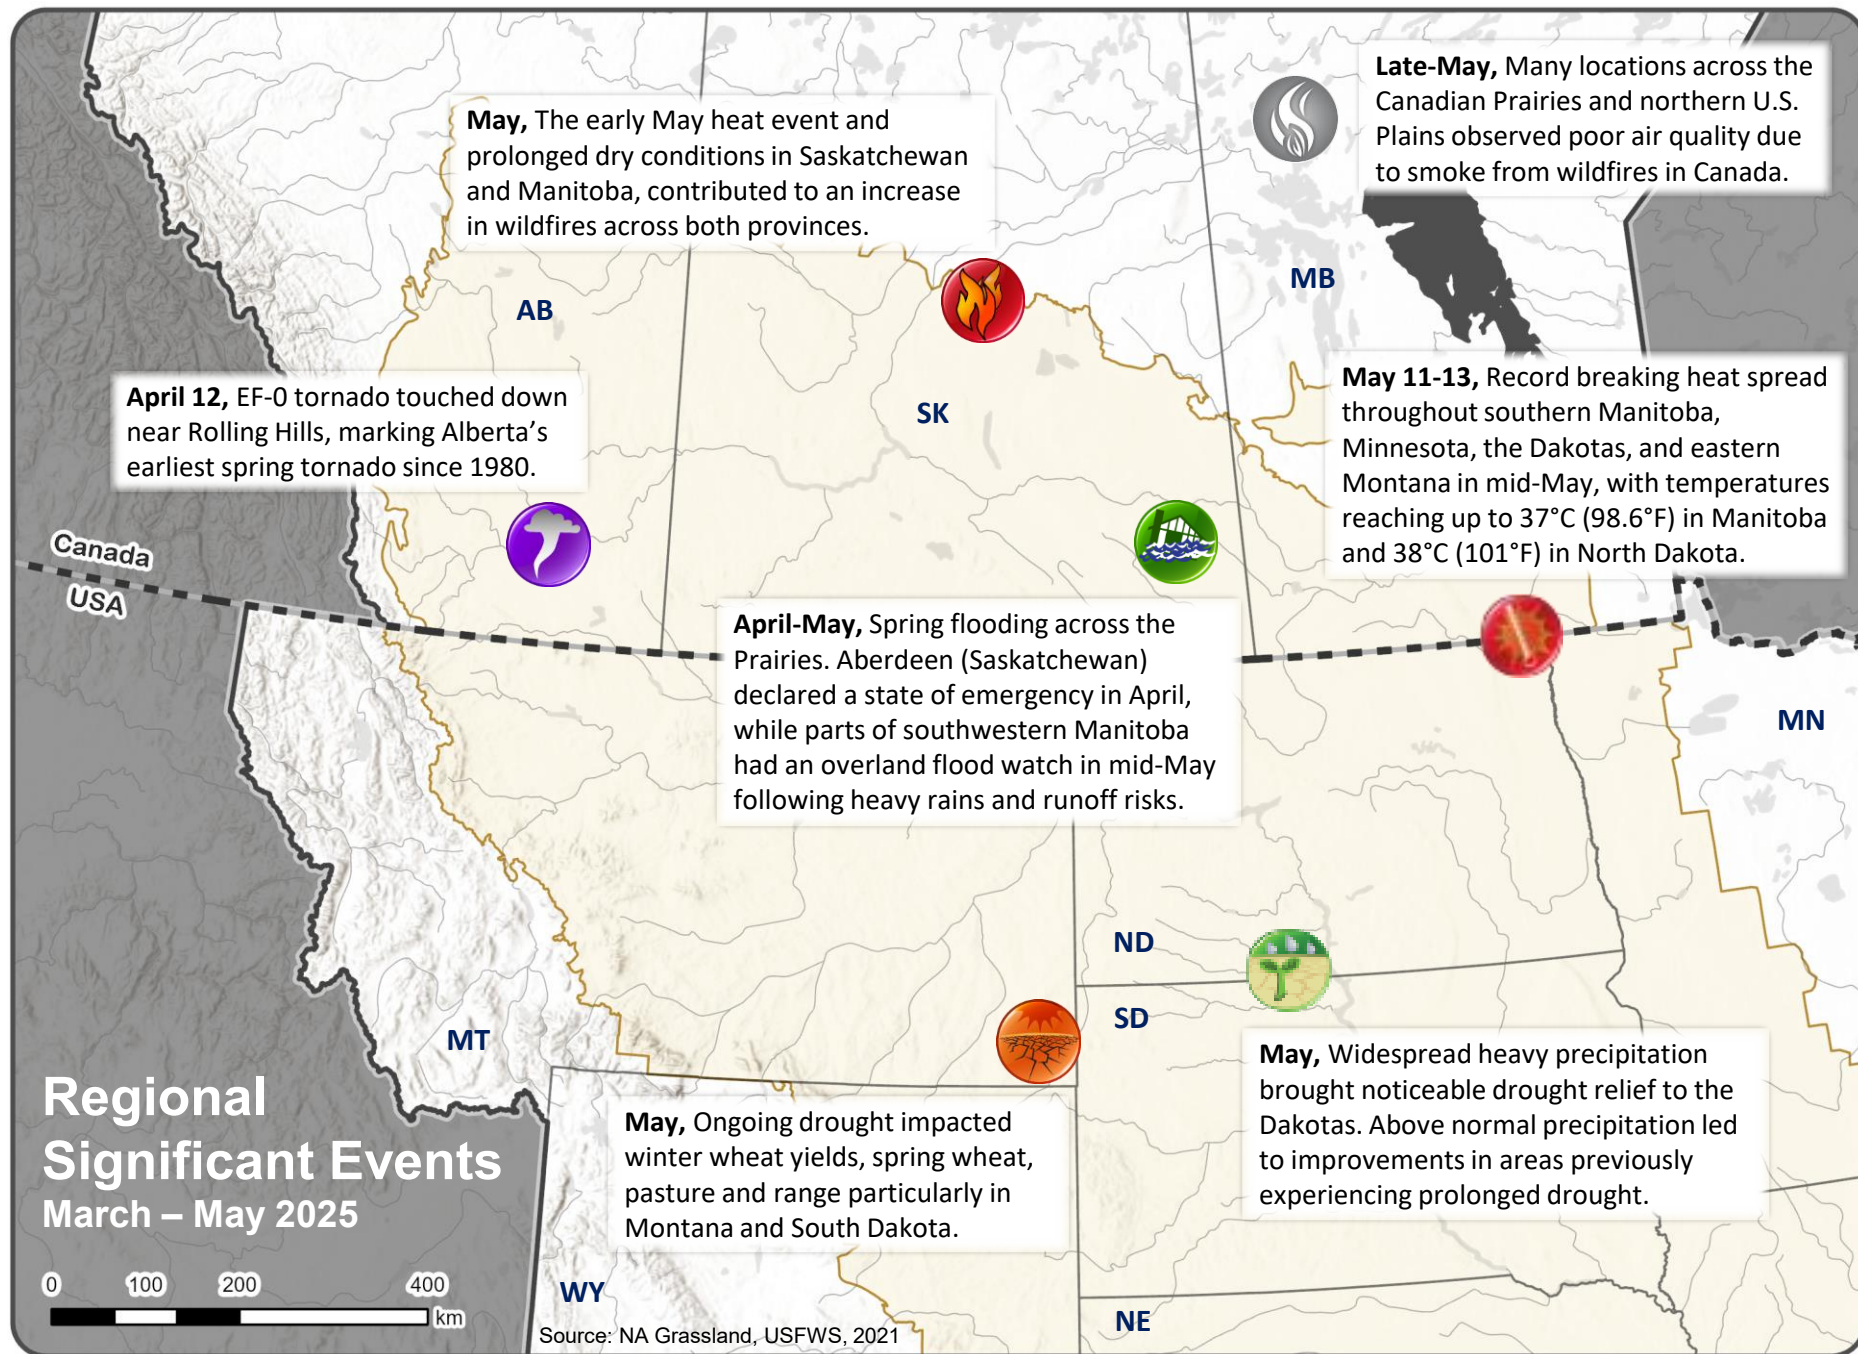 Late-May, Many locations across the
Canadian Prairies and northern U.S.
Plains observed poor air quality due
to smoke from wildfires in Canada.
May, The early May heat event and
prolonged dry conditions in Saskatchewan
and Manitoba, contributed to an increase
in wildfires across both provinces.
MB
AB
April 12, EF-0 tornado touched down
near Rolling Hills, marking Alberta's
earliest spring tornado since 1980.
SK
May 11-13, Record breaking heat spread
throughout southern Manitoba,
Minnesota, the Dakotas, and eastern
Montana in mid-May, with temperatures
reaching up to 37°C (98.6°F) in Manitoba
and 38°C (101°F) in North Dakota.
Canada
USA
April-May, Spring flooding across the
Prairies. Aberdeen (Saskatchewan)
declared a state of emergency in April,
while parts of southwestern Manitoba
had an overland flood watch in mid-May
following heavy rains and runoff risks.
MN
ND
SD
MT
May, Widespread heavy precipitation
brought noticeable drought relief to the
Dakotas. Above normal precipitation led
to improvements in areas previously
experiencing prolonged drought.
May, Ongoing drought impacted
winter wheat yields, spring wheat,
pasture and range particularly in
Montana and South Dakota.
Regional
Significant Events
March – May 2025
0 100 200 400
km
WY
NE
Source: NA Grassland, USFWS, 2021